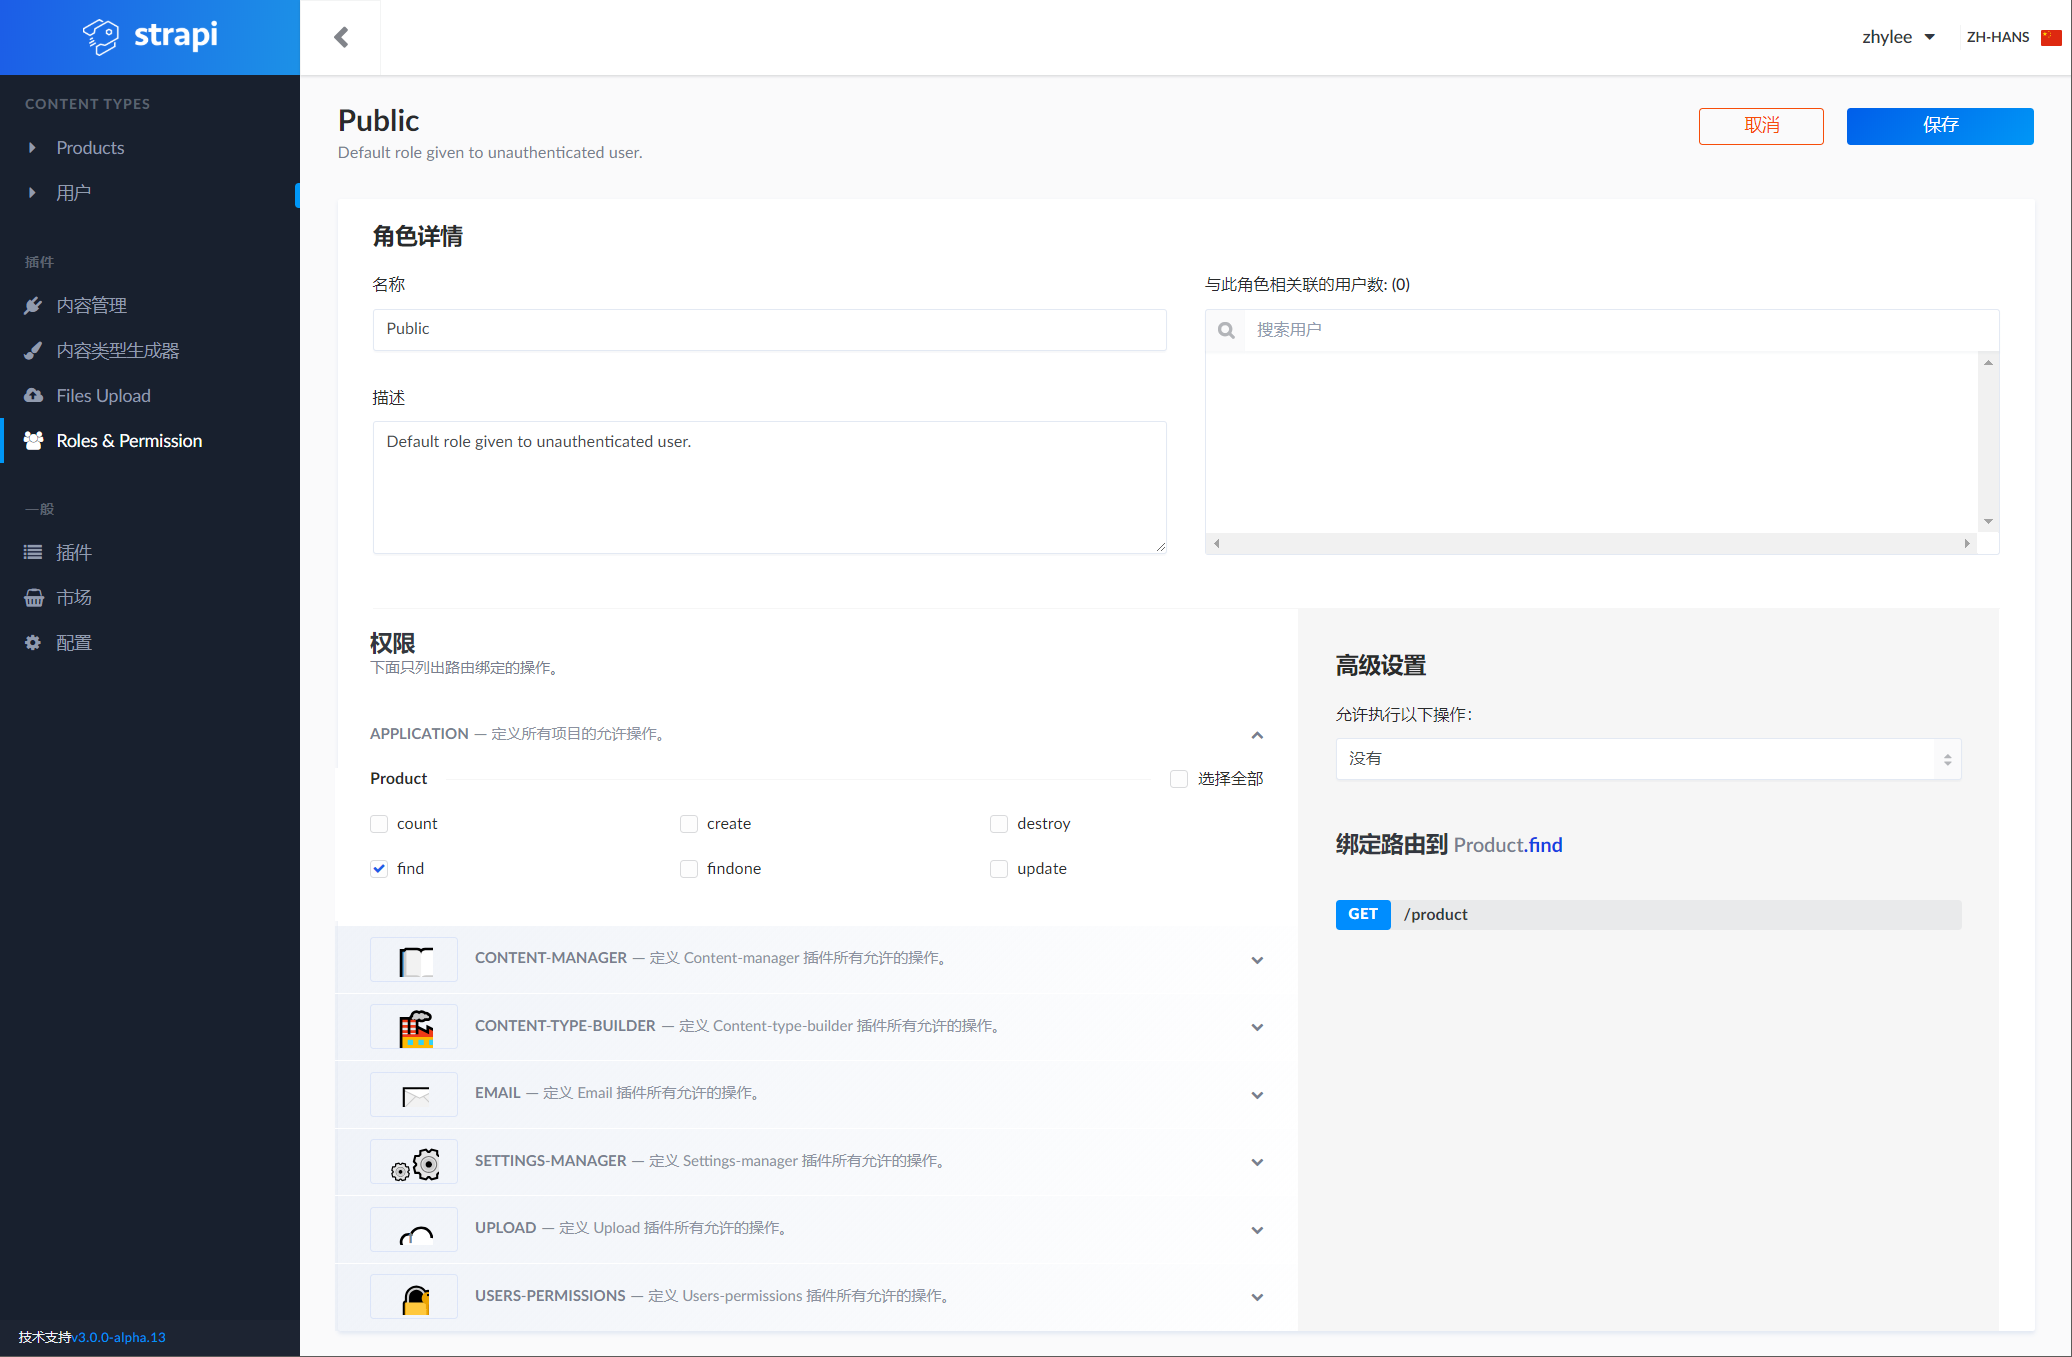 strapi
zhylee
ZH-HANS
CONTENT TYPES
Products
用户
插件
内容管理
内容类型生成器
Files Upload
Roles & Permission
一般
插件
市场
配置
技术支持v3.0.0-alpha.13
Public
Default role given to unauthenticated user.
取消
保存
角色详情
名称
Public
描述
Default role given to unauthenticated user.
与此角色相关联的用户数: (0)
搜索用户
权限
下面只列出路由绑定的操作。
APPLICATION — 定义所有项目的允许操作。
Product
选择全部
count
create
destroy
find
findone
update
CONTENT-MANAGER — 定义 Content-manager 插件所有允许的操作。
CONTENT-TYPE-BUILDER — 定义 Content-type-builder 插件所有允许的操作。
EMAIL — 定义 Email 插件所有允许的操作。
SETTINGS-MANAGER — 定义 Settings-manager 插件所有允许的操作。
UPLOAD — 定义 Upload 插件所有允许的操作。
USERS-PERMISSIONS — 定义 Users-permissions 插件所有允许的操作。
高级设置
允许执行以下操作:
没有
绑定路由到 Product.find
GET /product